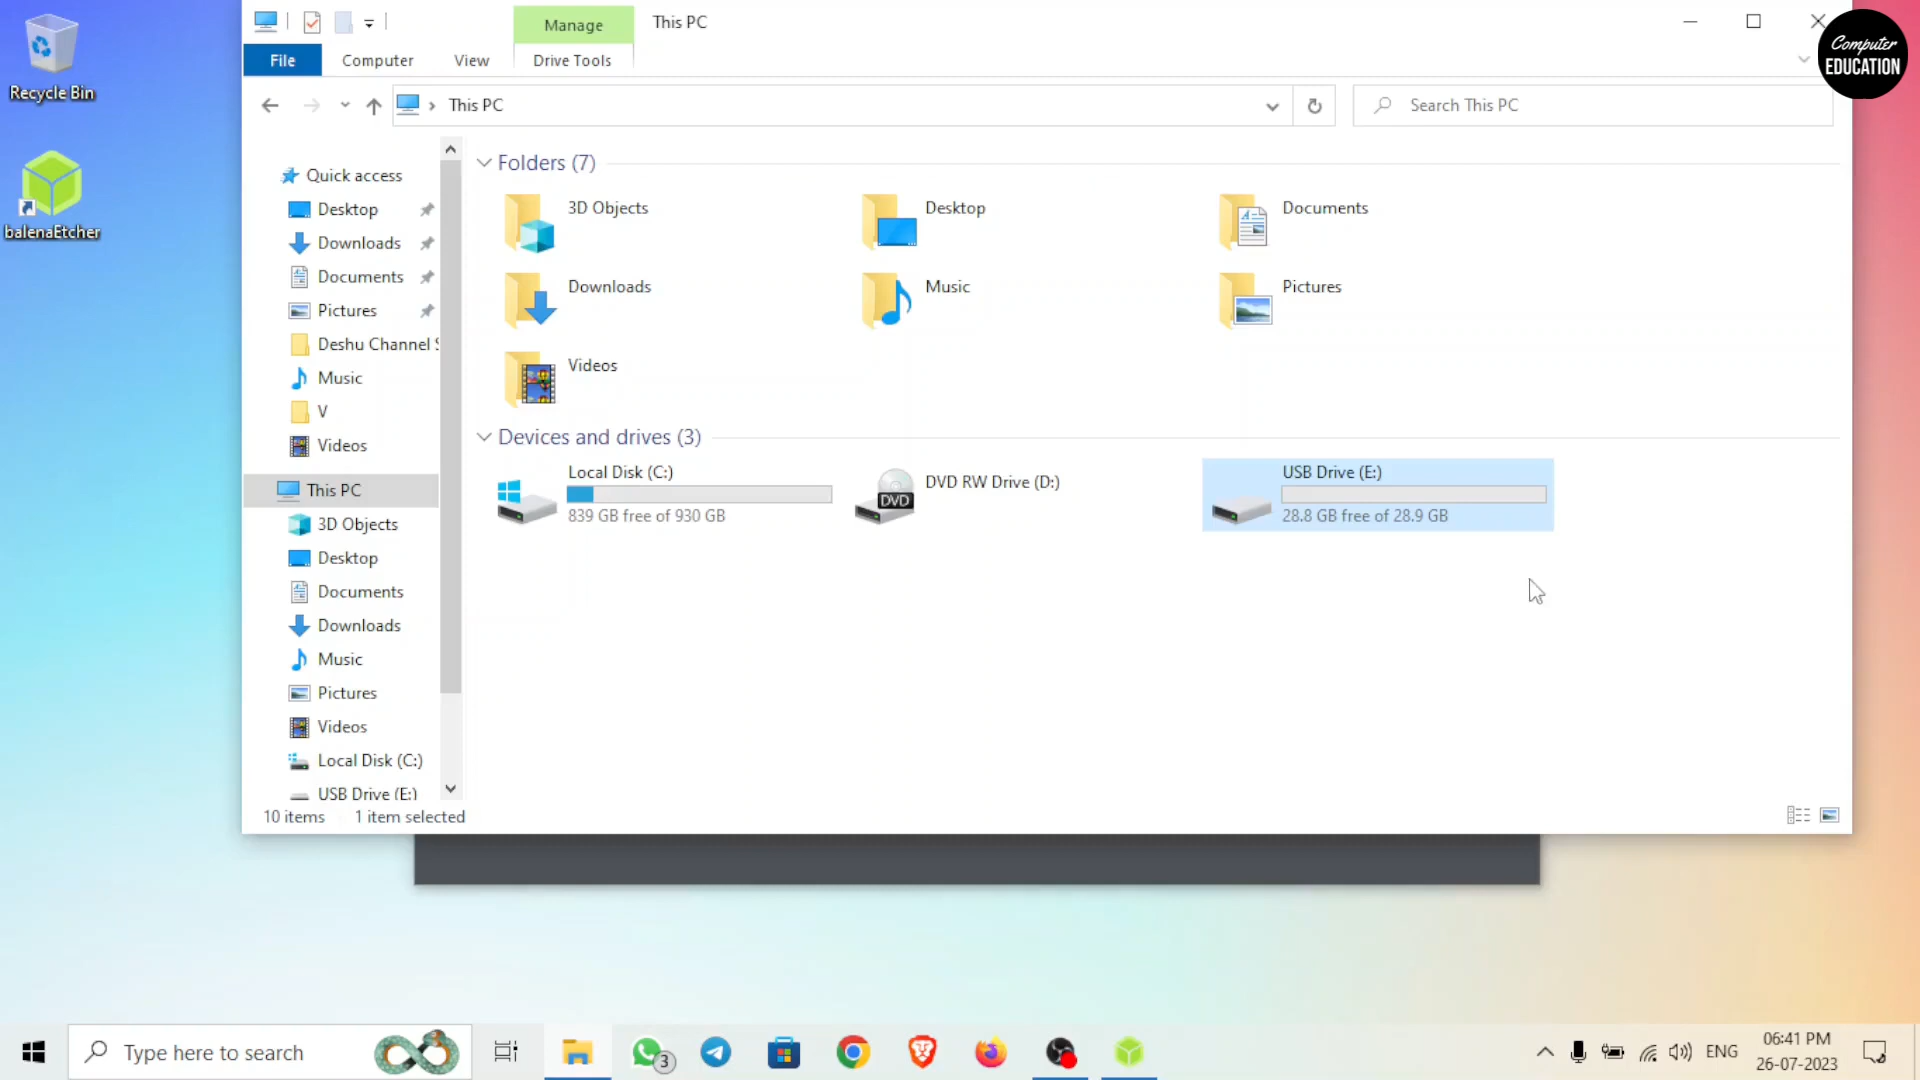 Recycle Bin
balenaEtcher
Manage
This PC
File
Computer
View
Drive Tools
Computer
EDUCATION
This PC
Search This PC
Quick access
Desktop
Downloads
Documents
Pictures
Deshu Channel S
Music
V
Videos
This PC
3D Objects
Desktop
Documents
Downloads
Music
Pictures
Videos
Local Disk (C:)
USB Drive (E:)
Folders (7)
3D Objects
Desktop
Documents
Downloads
Music
Pictures
Videos
Devices and drives (3)
Local Disk (C:)
839 GB free of 930 GB
DVD
DVD RW Drive (D:)
USB Drive (E:)
28.8 GB free of 28.9 GB
10 items
1 item selected
Type here to search
3
ENG
06:41 PM
26-07-2023